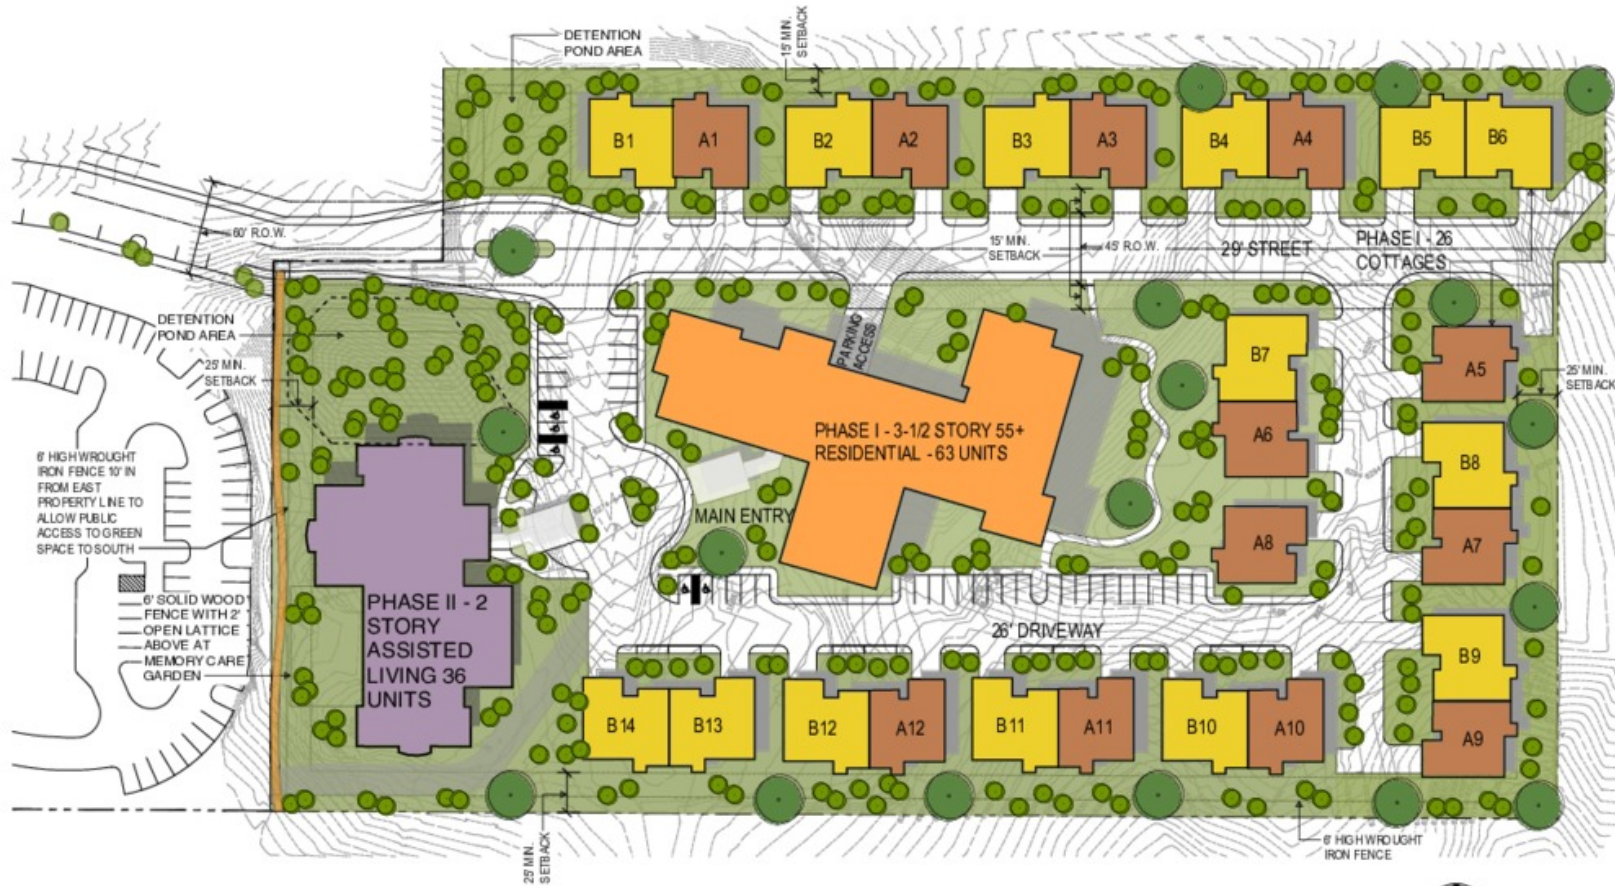 DETENTION
POND AREA
15' MIN.
SETBACK
B1
A1
B2
A2
B3
A3
B4
A4
B5
B6
60' R.O.W.
15' MIN.
SETBACK
45' R.O.W.
29' STREET
PHASE I - 26
COTTAGES
DETENTION
POND AREA
25' MIN.
SETBACK
PARKING
ACCESS
B7
A5
25' MIN.
SETBACK
6' HIGH WROUGHT
IRON FENCE 10' IN
FROM EAST
PROPERTY LINE TO
ALLOW PUBLIC
ACCESS TO GREEN
SPACE TO SOUTH
PHASE I - 3-1/2 STORY 55+
RESIDENTIAL - 63 UNITS
A6
B8
MAIN ENTRY
A8
A7
6' SOLID WOOD
FENCE WITH 2'
OPEN LATTICE
ABOVE AT
MEMORY CARE
GARDEN
PHASE II - 2
STORY
ASSISTED
LIVING 36
UNITS
26' DRIVEWAY
B9
B14
B13
B12
A12
B11
A11
B10
A10
A9
25' MIN.
SETBACK
6' HIGH WROUGHT
IRON FENCE